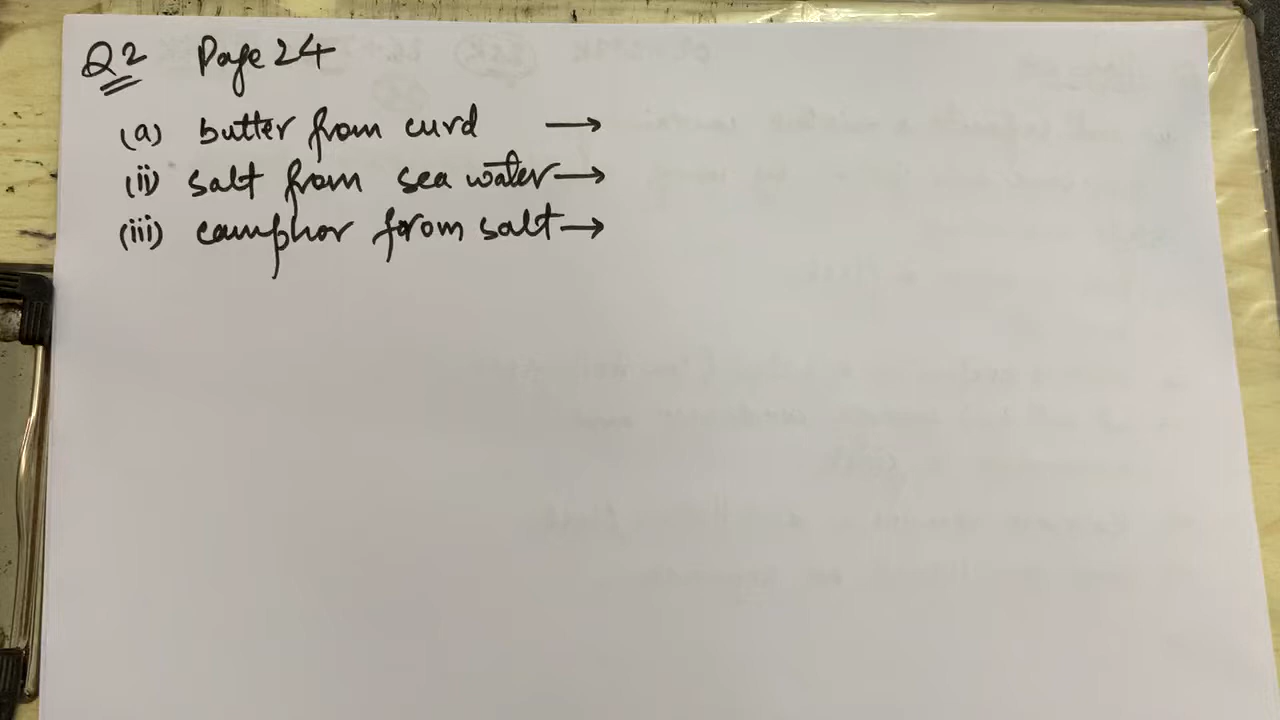 Q2 Page 24
(a) butter from curd →
(ii) salt from sea water →
(iii) camphor from salt →